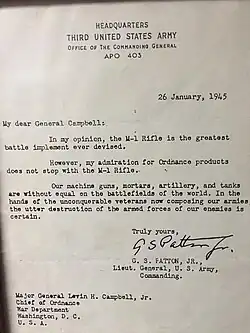 HEADQUARTERS
THIRD UNITED STATES ARMY
OFFICE OF THE COMMANDING GENERAL
APO 403
26 January, 1945
My dear General Campbell:
In my opinion, the M-1 Rifle is the greatest
battle implement ever devised.
However, my admiration for Ordnance products
does not stop with the M-1 Rifle.
Our machine guns, mortars, artillery, and tanks
are without equal on the battlefields of the world. In the
hands of the unconquerable veterans now composing our armies
the utter destruction of the armed forces of our enemies is
certain.
Truly yours,
G S Patton Jr.
G. S. PATTON, JR.,
Lieut. General, U. S. Army,
Commanding.
Major General Levin H. Campbell, Jr.
Chief of Ordnance
War Department
Washington, D. C.
U. S. A.